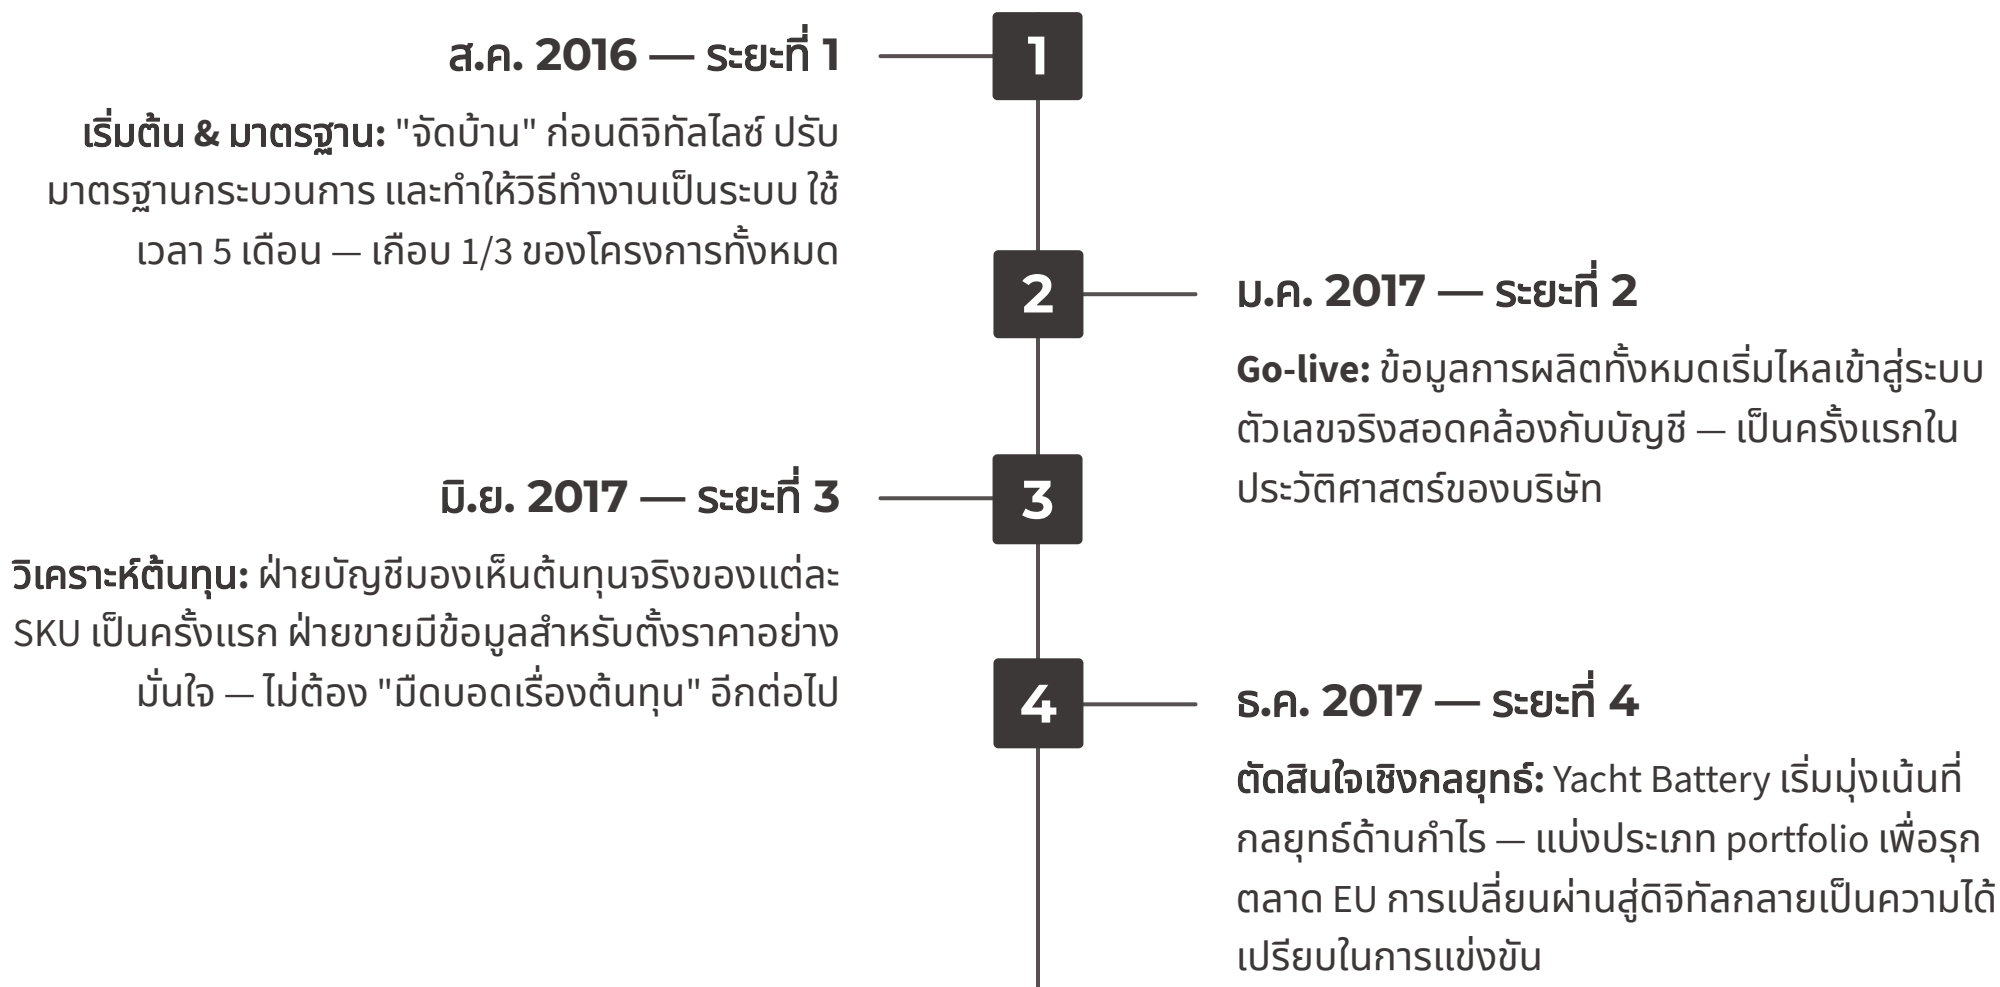 ส.ค. 2016 — ระยะที่ 1
1
เริ่มต้น & มาตรฐาน: "จัดบ้าน" ก่อนดิจิทัลไลซ์ ปรับ
มาตรฐานกระบวนการ และทำให้วิธีทำงานเป็นระบบ ใช้
เวลา 5 เดือน — เกือบ 1/3 ของโครงการทั้งหมด
2
ม.ค. 2017 — ระยะที่ 2
Go-live: ข้อมูลการผลิตทั้งหมดเริ่มไหลเข้าสู่ระบบ
ตัวเลขจริงสอดคล้องกับบัญชี — เป็นครั้งแรกใน
ประวัติศาสตร์ของบริษัท
มิ.ย. 2017 — ระยะที่ 3
3
วิเคราะห์ต้นทุน: ฝ่ายบัญชีมองเห็นต้นทุนจริงของแต่ละ
SKU เป็นครั้งแรก ฝ่ายขายมีข้อมูลสำหรับตั้งราคาอย่าง
มั่นใจ — ไม่ต้อง "มืดบอดเรื่องต้นทุน" อีกต่อไป
4
ธ.ค. 2017 — ระยะที่ 4
ตัดสินใจเชิงกลยุทธ์: Yacht Battery เริ่มมุ่งเน้นที่
กลยุทธ์ด้านกำไร — แบ่งประเภท portfolio เพื่อรุก
ตลาด EU การเปลี่ยนผ่านสู่ดิจิทัลกลายเป็นความได้
เปรียบในการแข่งขัน